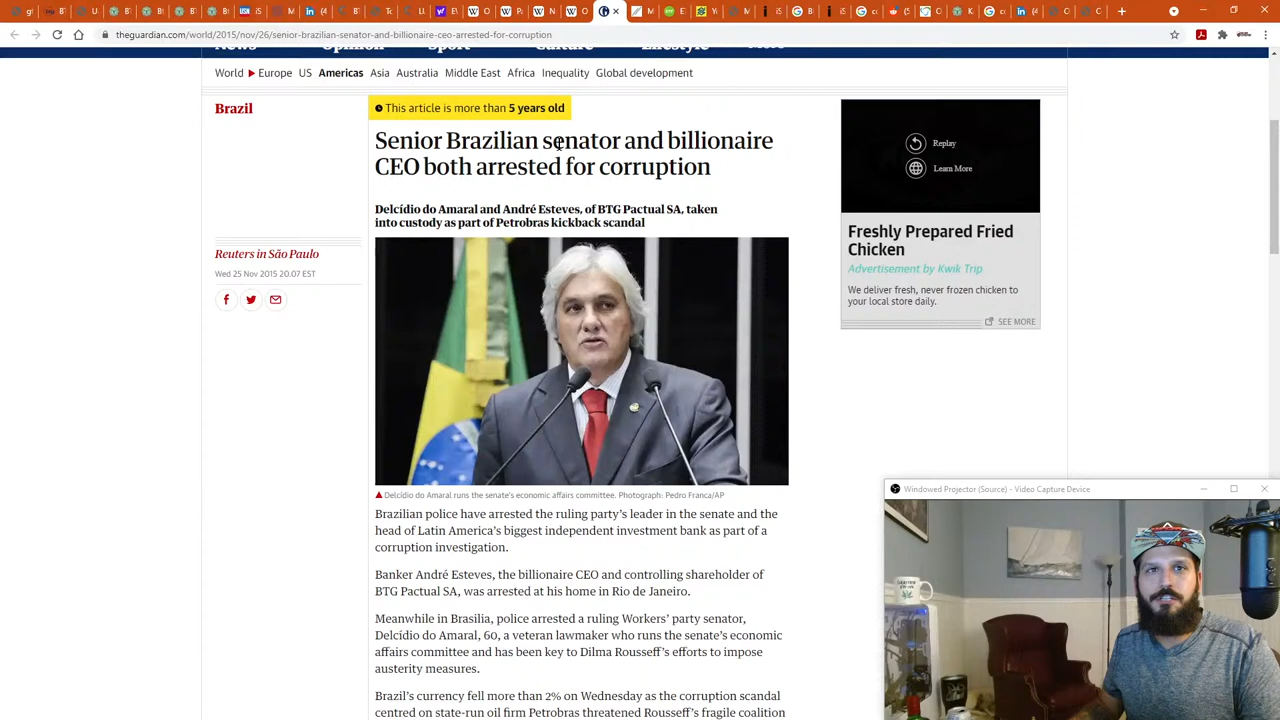 theguardian.com/world/2015/nov/26/senior-brazilian-senator-and-billionaire-ceo-arrested-for-corruption
World Europe US Americas Asia Australia Middle East Africa Inequality Global development
Brazil
This article is more than 5 years old
Senior Brazilian senator and billionaire
CEO both arrested for corruption
Delcídio do Amaral and André Esteves, of BTG Pactual SA, taken
into custody as part of Petrobras kickback scandal
Reuters in São Paulo
Wed 25 Nov 2015 20.07 EST
Replay
Learn More
Freshly Prepared Fried
Chicken
Advertisement by Kwik Trip
We deliver fresh, never frozen chicken to
your local store daily.
SEE MORE
Delcídio do Amaral runs the senate's economic affairs committee. Photograph: Pedro Franca/AP
Brazilian police have arrested the ruling party’s leader in the senate and the
head of Latin America’s biggest independent investment bank as part of a
corruption investigation.
Banker André Esteves, the billionaire CEO and controlling shareholder of
BTG Pactual SA, was arrested at his home in Rio de Janeiro.
Meanwhile in Brasilia, police arrested a ruling Workers’ party senator,
Delcídio do Amaral, 60, a veteran lawmaker who runs the senate’s economic
affairs committee and has been key to Dilma Rousseff’s efforts to impose
austerity measures.
Brazil’s currency fell more than 2% on Wednesday as the corruption scandal
centred on state-run oil firm Petrobras threatened Rousseff’s fragile coalition
Windowed Projector (Source) - Video Capture Device